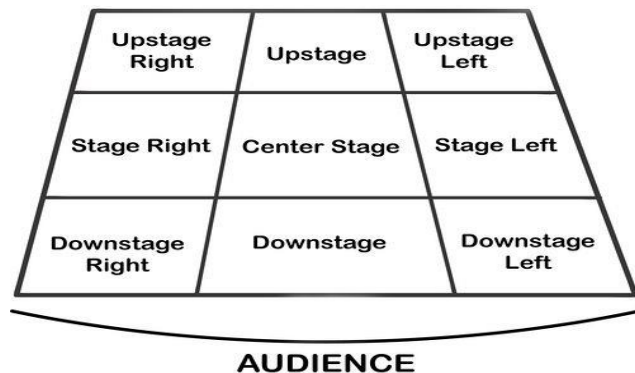 Upstage
Right
Upstage
Upstage
Left
Stage Right
Center Stage
Stage Left
Downstage
Right
Downstage
Downstage
Left
AUDIENCE